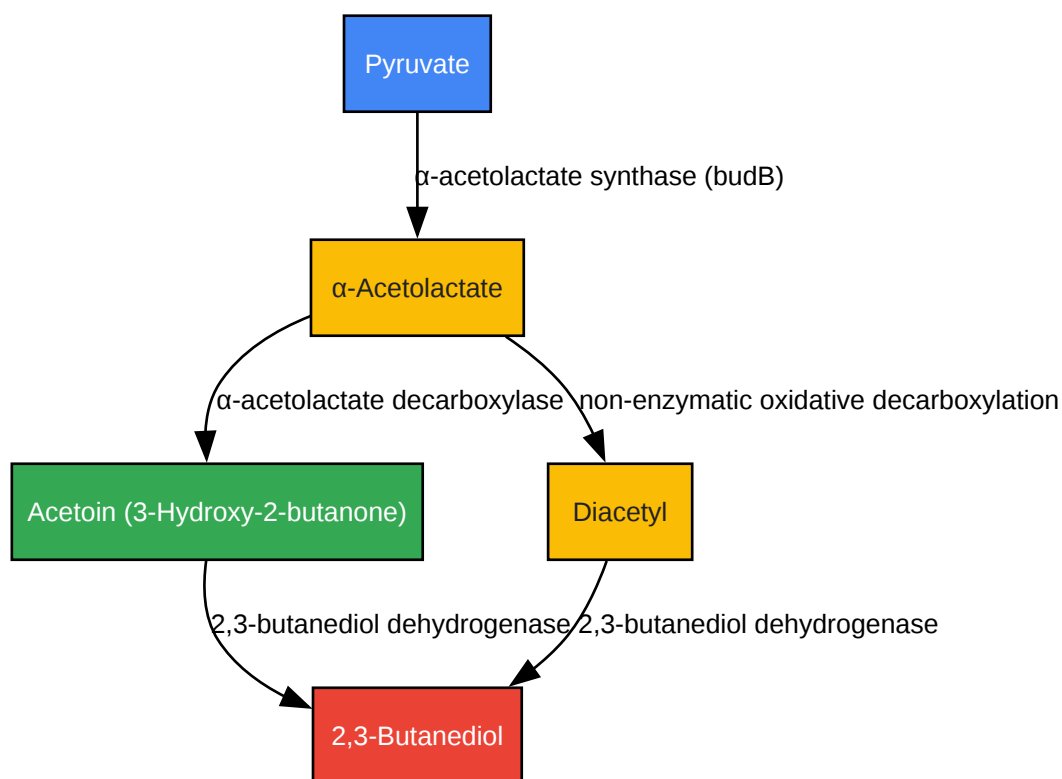 Pyruvate
α-acetolactate synthase (budB)
α-Acetolactate
α-acetolactate decarboxylase
non-enzymatic oxidative decarboxylation
Acetoin (3-Hydroxy-2-butanone)
Diacetyl
2,3-butanediol dehydrogenase
2,3-butanediol dehydrogenase
2,3-Butanediol